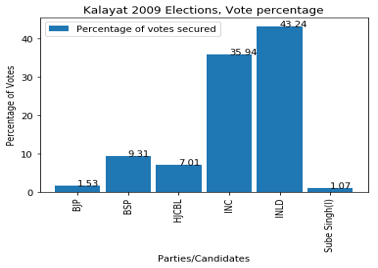 Kalayat 2009 Elections, Vote percentage
Percentage of votes secured
Percentage of Votes
40
30
20
10
0
1.53
9.31
7.01
35.94
43.24
1.07
BJP
BSP
HJCBL
INC
INLD
Sube Singh(I)
Parties/Candidates